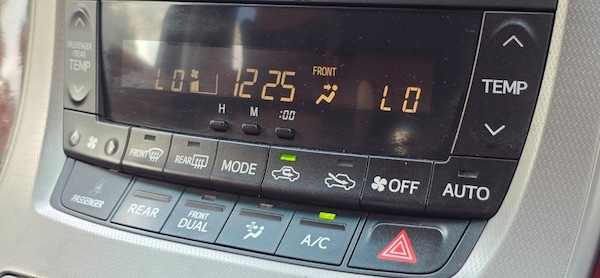 PASSENGER
/REAR
TEMP
LO 12 25 FRONT LO
TEMP
H M :00
FRONT REAR MODE OFF AUTO
PASSENGER REAR FRONT DUAL A/C